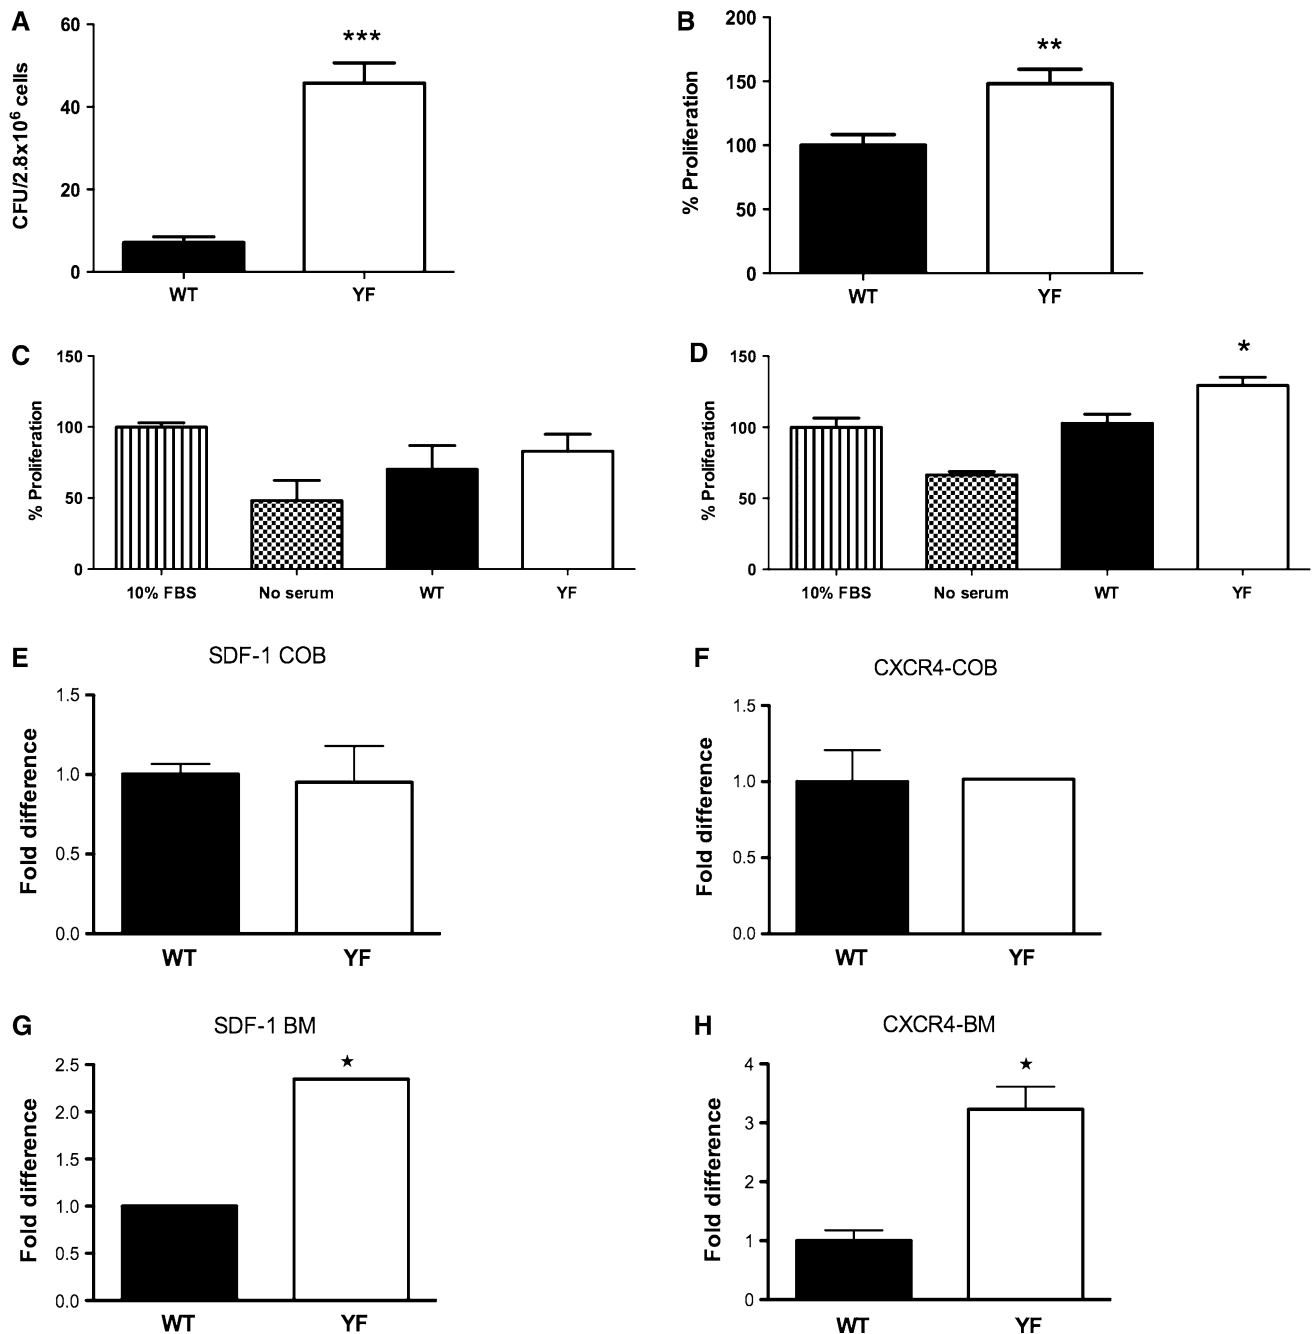 A
CFU/2.8x10⁶ cells
60
40
20
0
***
WT
YF
B
% Proliferation
200
150
100
50
0
**
WT
YF
C
% Proliferation
150
100
50
0
10% FBS
No serum
WT
YF
D
% Proliferation
150
100
50
0
*
10% FBS
No serum
WT
YF
E
SDF-1 COB
Fold difference
1.5
1.0
0.5
0.0
WT
YF
F
CXCR4-COB
Fold difference
1.5
1.0
0.5
0.0
WT
YF
G
SDF-1 BM
Fold difference
2.5
2.0
1.5
1.0
0.5
0.0
★
WT
YF
H
CXCR4-BM
Fold difference
4
3
2
1
0
★
WT
YF